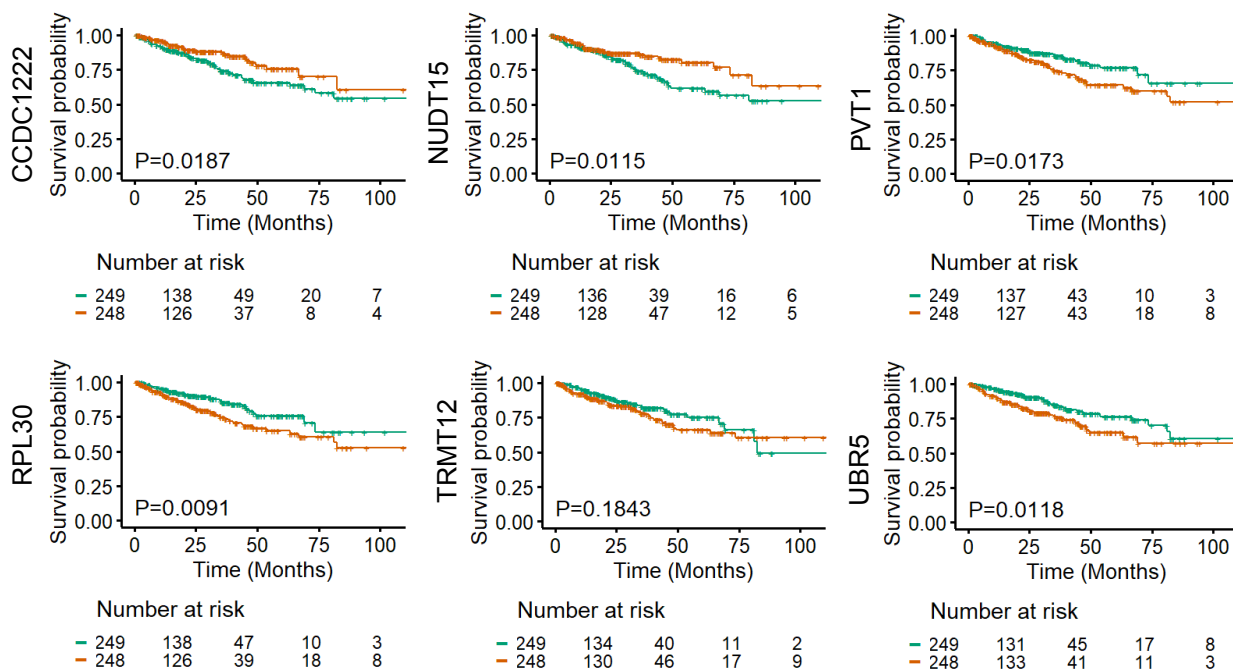 CCDC1222
Survival probability
1.00
0.75
0.50
0.25
0.00
P=0.0187
0 25 50 75 100
Time (Months)
Number at risk
249 138 49 20 7
248 126 37 8 4
NUDT15
Survival probability
1.00
0.75
0.50
0.25
0.00
P=0.0115
0 25 50 75 100
Time (Months)
Number at risk
249 136 39 16 6
248 128 47 12 5
PVT1
Survival probability
1.00
0.75
0.50
0.25
0.00
P=0.0173
0 25 50 75 100
Time (Months)
Number at risk
249 137 43 10 3
248 127 43 18 8
RPL30
Survival probability
1.00
0.75
0.50
0.25
0.00
P=0.0091
0 25 50 75 100
Time (Months)
Number at risk
249 138 47 10 3
248 126 39 18 8
TRMT12
Survival probability
1.00
0.75
0.50
0.25
0.00
P=0.1843
0 25 50 75 100
Time (Months)
Number at risk
249 134 40 11 2
248 130 46 17 9
UBR5
Survival probability
1.00
0.75
0.50
0.25
0.00
P=0.0118
0 25 50 75 100
Time (Months)
Number at risk
249 131 45 17 8
248 133 41 11 3